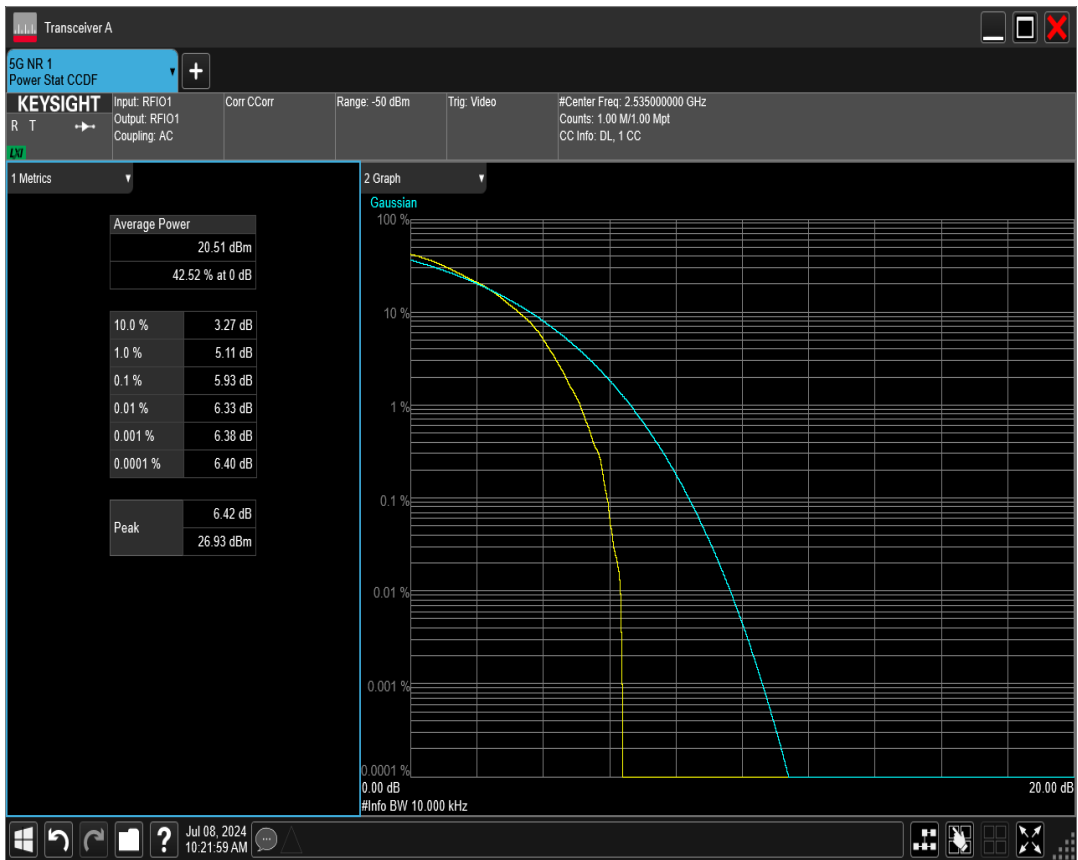 Transceiver A
5G NR 1
Power Stat CCDF
KEYSIGHT
R T
LXI
Input: RFIO1
Output: RFIO1
Coupling: AC
Corr CCorr
Range: -50 dBm
Trig: Video
#Center Freq: 2.535000000 GHz
Counts: 1.00 M/1.00 Mpt
CC Info: DL, 1 CC
1 Metrics
Average Power
20.51 dBm
42.52 % at 0 dB
10.0 % 3.27 dB
1.0 % 5.11 dB
0.1 % 5.93 dB
0.01 % 6.33 dB
0.001 % 6.38 dB
0.0001 % 6.40 dB
Peak
6.42 dB
26.93 dBm
2 Graph
Gaussian
100 %
10 %
1 %
0.1 %
0.01 %
0.001 %
0.0001 %
0.00 dB 20.00 dB
#Info BW 10.000 kHz
? Jul 08, 2024
10:21:59 AM